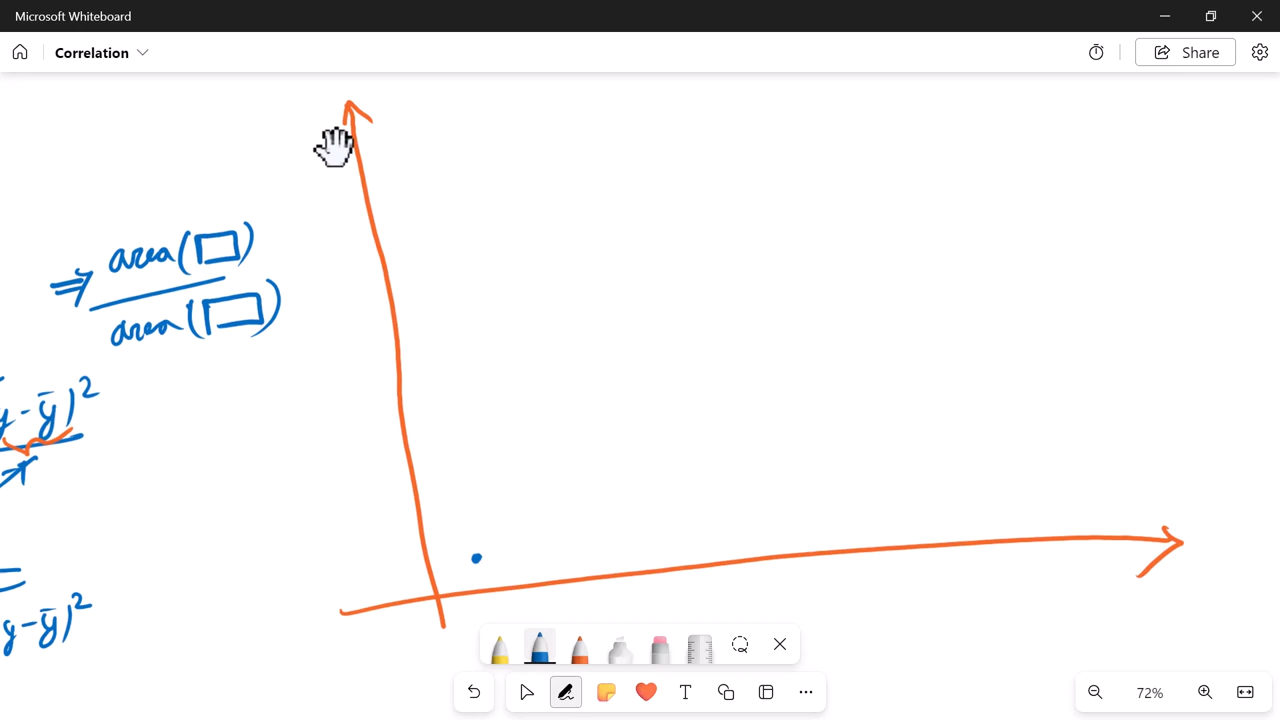 Microsoft Whiteboard
Correlation
Share
⇒ area(▭)
area(▭)
y - ȳ)²
=
y - ȳ)²
T
72%